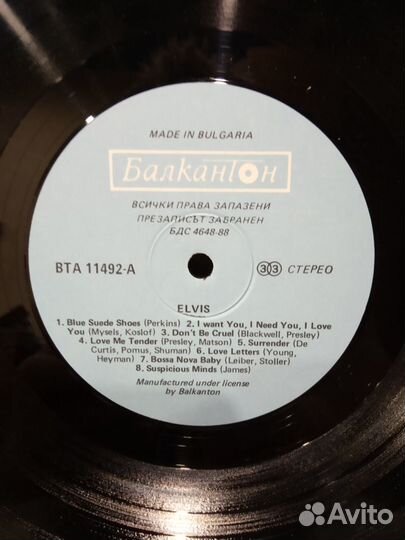 MADE IN BULGARIA
Балкантон
ВСИЧКИ ПРАВА ЗАПАЗЕНИ
ПРЕЗАПИСЪТ ЗАБРАНЕН
БДС 4648-88
ВТА 11492-А
33 СТЕРЕО
ELVIS
1. Blue Suede Shoes (Perkins) 2. I want You, I Need You, I Love
You (Mysels, Koslof) 3. Don't Be Cruel (Blackwell, Presley)
4. Love Me Tender (Presley, Matson) 5. Surrender (De
Curtis, Pomus, Shuman) 6. Love Letters (Young,
Heyman) 7. Bossa Nova Baby (Leiber, Stoller)
8. Suspicious Minds (James)
Manufactured under license
by Balkanton
Avito